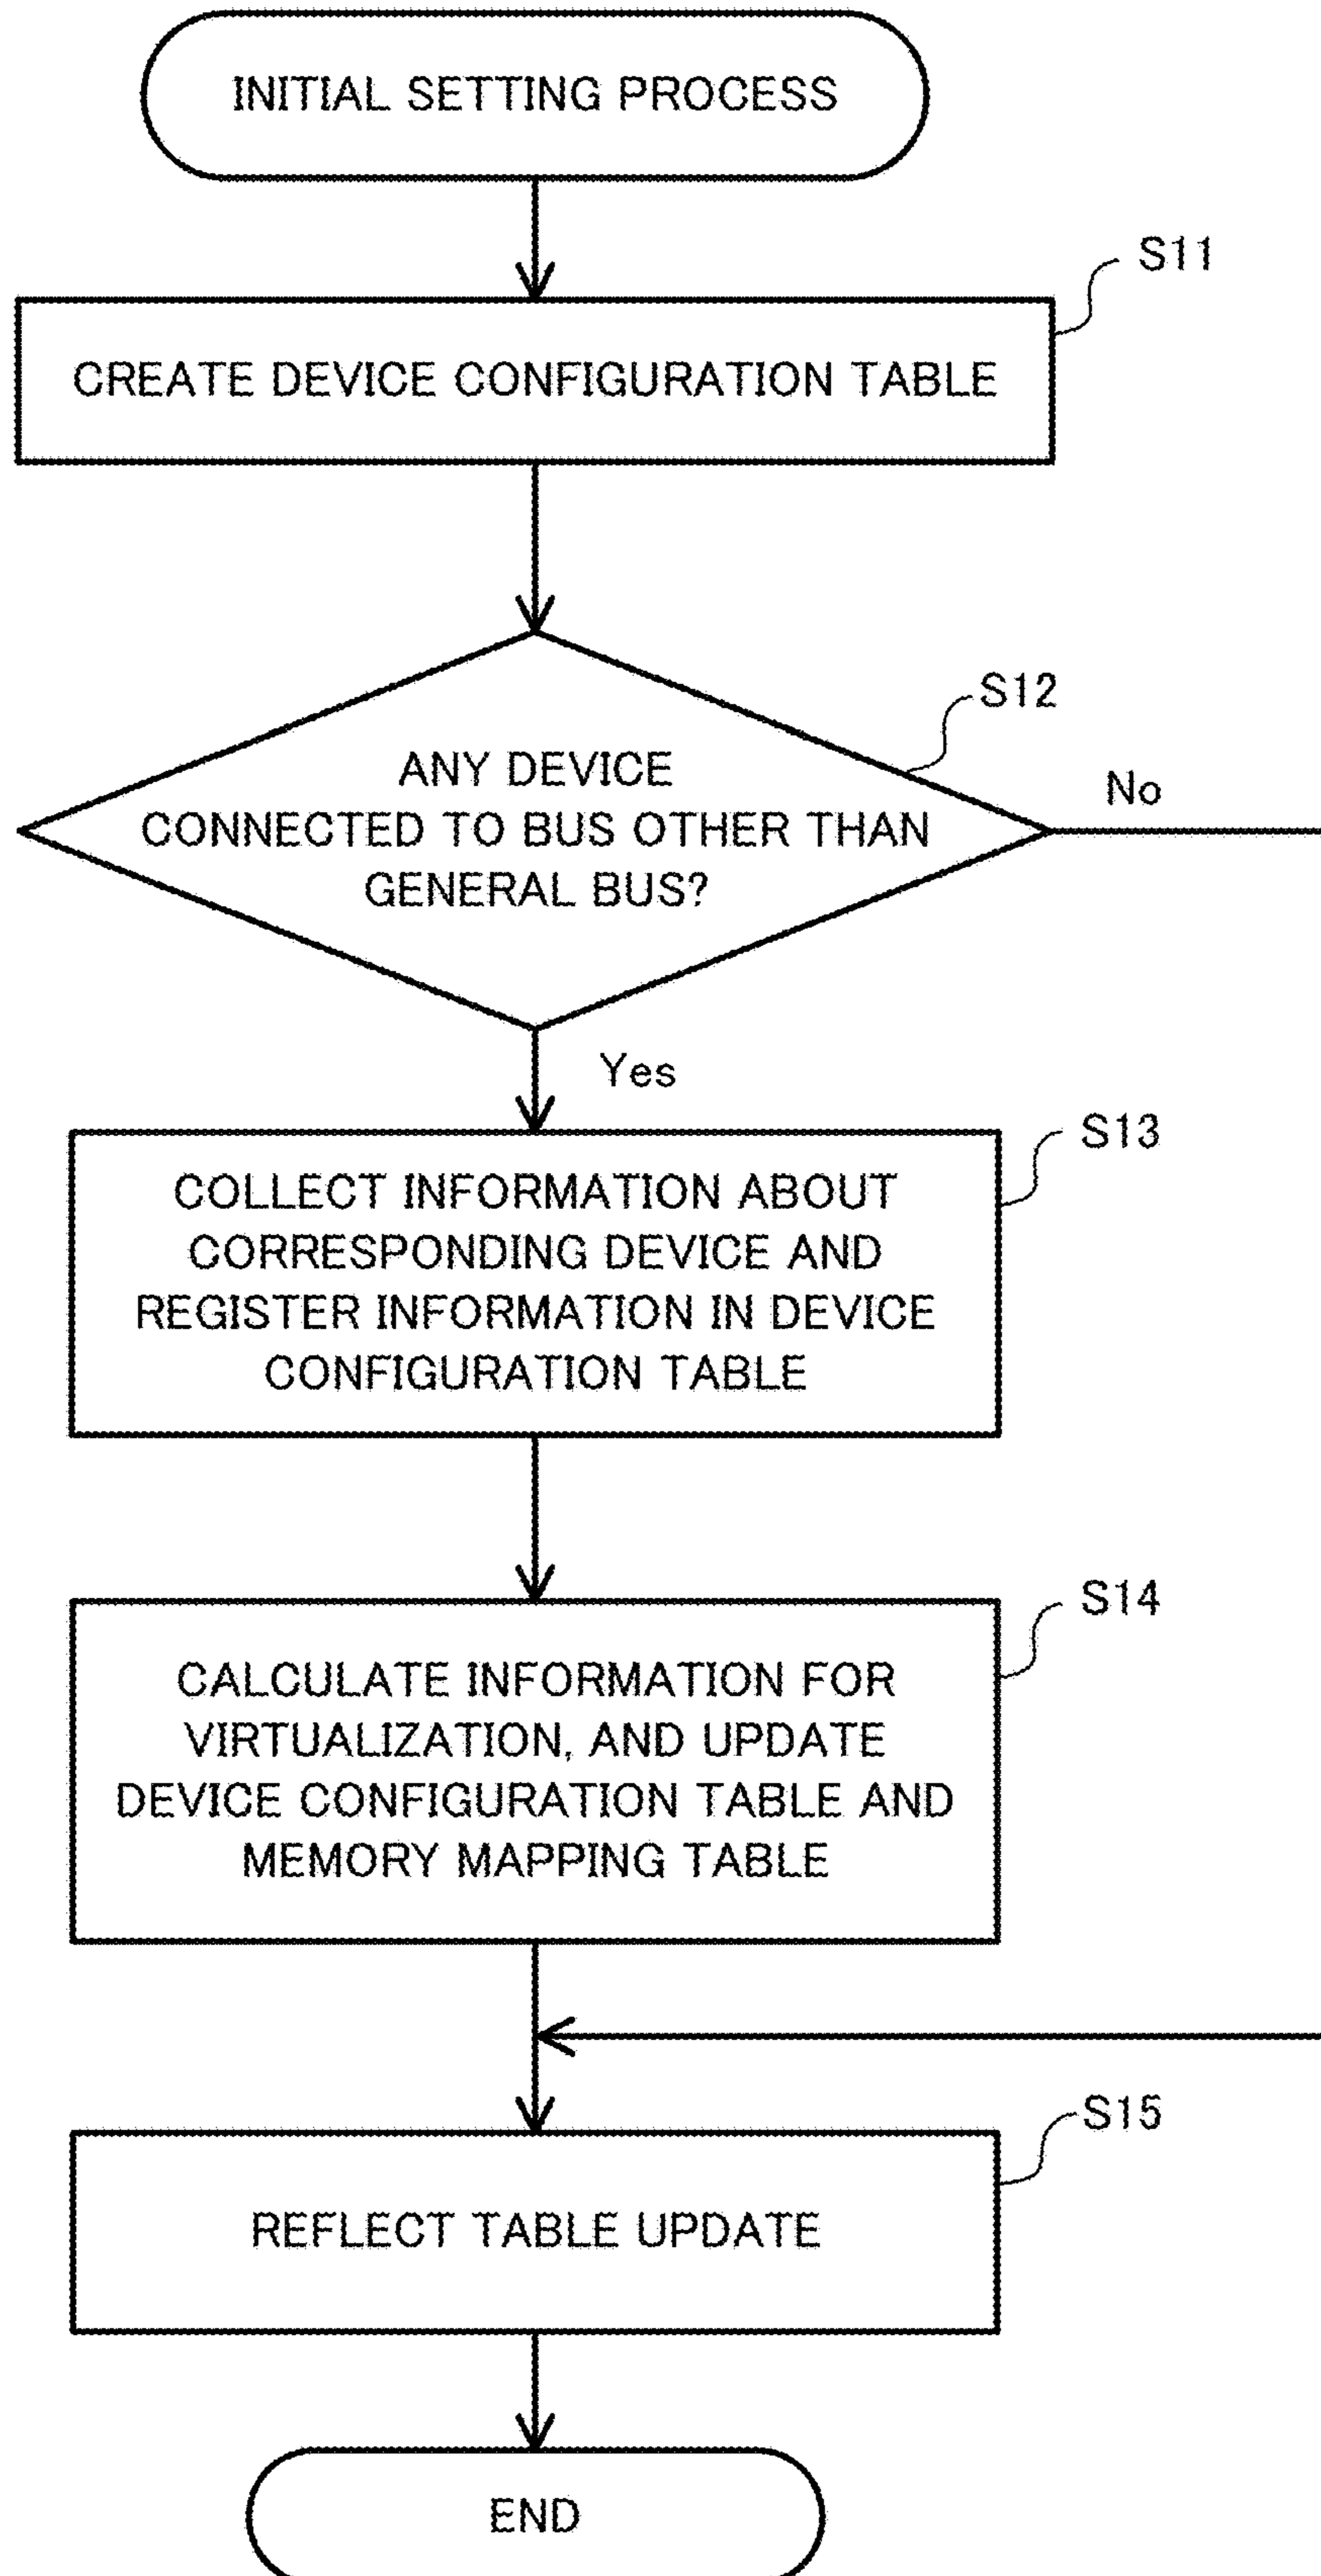 INITIAL SETTING PROCESS
S11
CREATE DEVICE CONFIGURATION TABLE
S12
ANY DEVICE
CONNECTED TO BUS OTHER THAN
GENERAL BUS?
No
Yes
S13
COLLECT INFORMATION ABOUT
CORRESPONDING DEVICE AND
REGISTER INFORMATION IN DEVICE
CONFIGURATION TABLE
S14
CALCULATE INFORMATION FOR
VIRTUALIZATION, AND UPDATE
DEVICE CONFIGURATION TABLE AND
MEMORY MAPPING TABLE
S15
REFLECT TABLE UPDATE
END